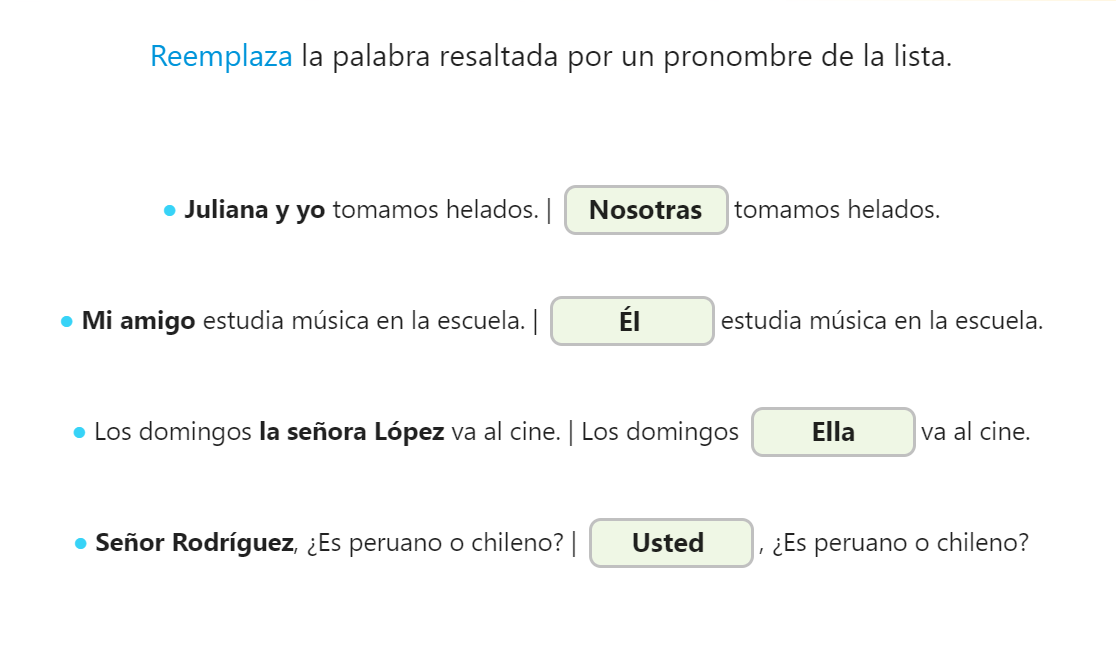 Reemplaza la palabra resaltada por un pronombre de la lista.
• Juliana y yo tomamos helados. | Nosotras tomamos helados.
• Mi amigo estudia música en la escuela. | Él estudia música en la escuela.
• Los domingos la señora López va al cine. | Los domingos Ella va al cine.
• Señor Rodríguez, ¿Es peruano o chileno? | Usted , ¿Es peruano o chileno?